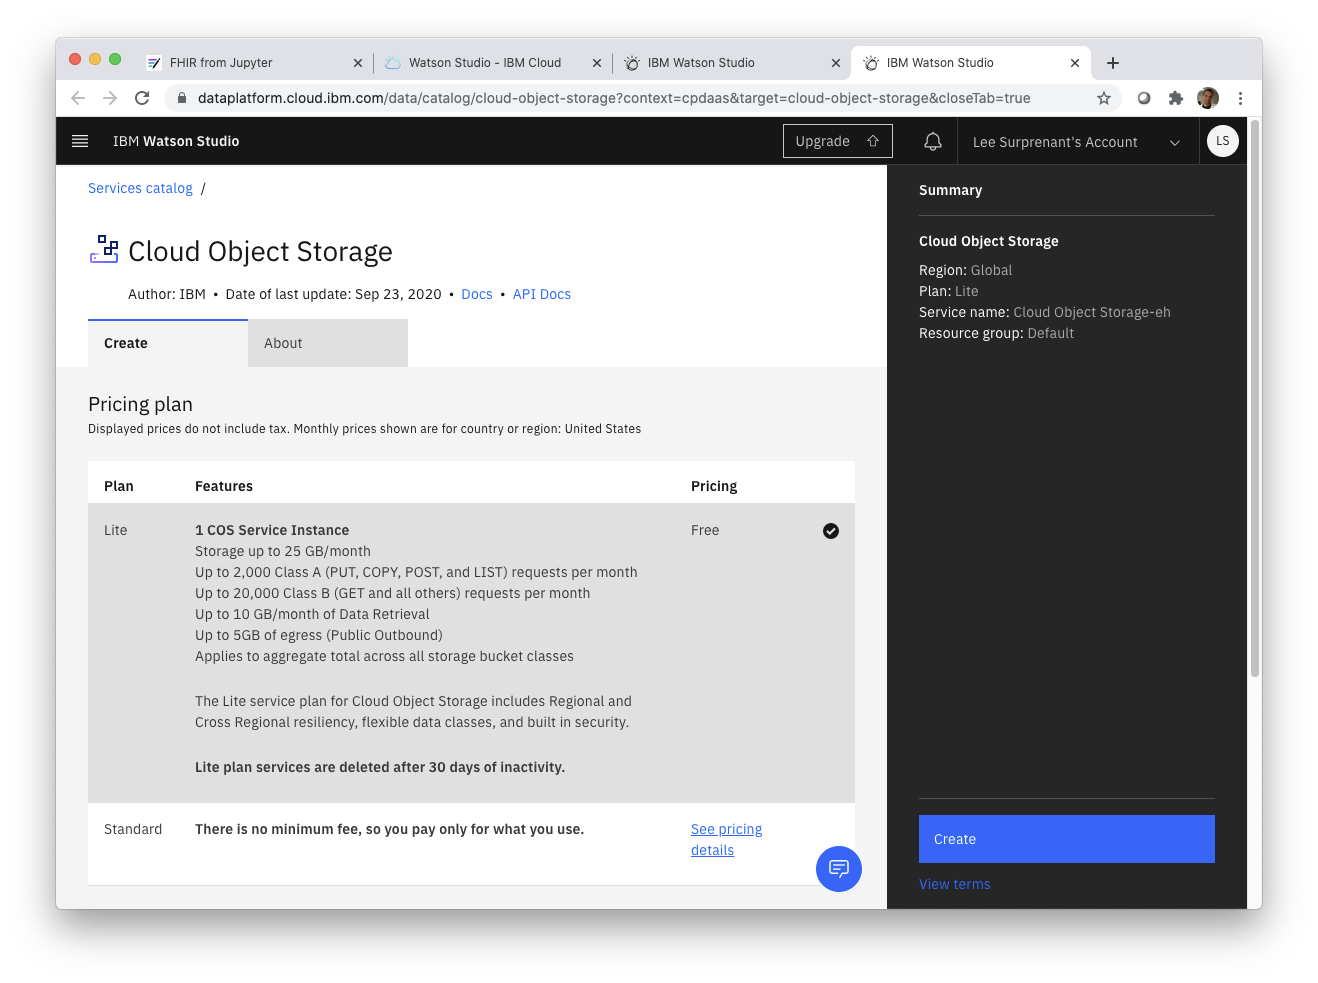 FHIR from Jupyter
Watson Studio - IBM Cloud
IBM Watson Studio
IBM Watson Studio
dataplatform.cloud.ibm.com/data/catalog/cloud-object-storage?context=cpdaas&target=cloud-object-storage&closeTab=true
IBM Watson Studio
Upgrade
Lee Surprenant's Account
LS
Services catalog /
Cloud Object Storage
Author: IBM • Date of last update: Sep 23, 2020 • Docs • API Docs
Create
About
Pricing plan
Displayed prices do not include tax. Monthly prices shown are for country or region: United States
Plan Features Pricing
Lite 1 COS Service Instance Free
Storage up to 25 GB/month
Up to 2,000 Class A (PUT, COPY, POST, and LIST) requests per month
Up to 20,000 Class B (GET and all others) requests per month
Up to 10 GB/month of Data Retrieval
Up to 5GB of egress (Public Outbound)
Applies to aggregate total across all storage bucket classes
The Lite service plan for Cloud Object Storage includes Regional and
Cross Regional resiliency, flexible data classes, and built in security.
Lite plan services are deleted after 30 days of inactivity.
Standard There is no minimum fee, so you pay only for what you use. See pricing
details
Summary
Cloud Object Storage
Region: Global
Plan: Lite
Service name: Cloud Object Storage-eh
Resource group: Default
Create
View terms